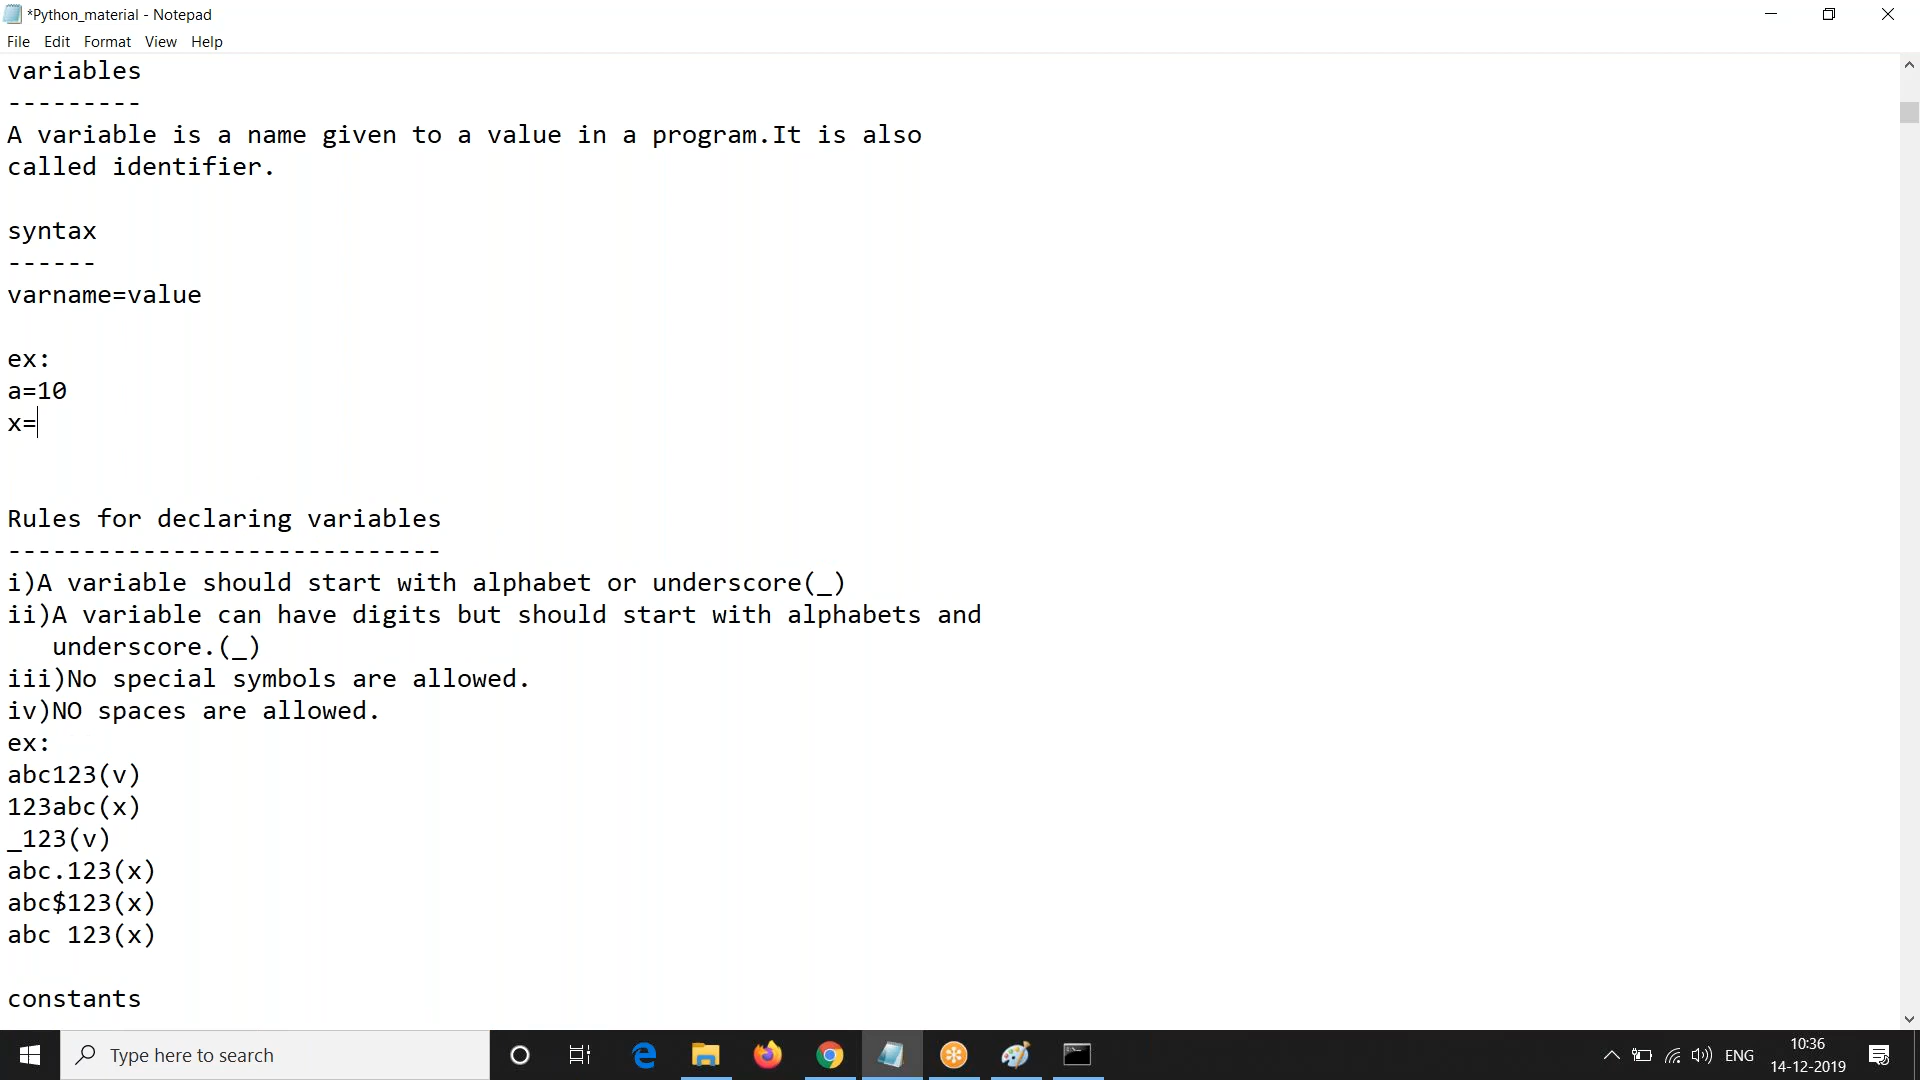 *Python_material - Notepad
File Edit Format View Help
variables
---------
A variable is a name given to a value in a program.It is also
called identifier.
syntax
------
varname=value
ex:
a=10
x=
Rules for declaring variables
-----------------------------
i)A variable should start with alphabet or underscore(_)
ii)A variable can have digits but should start with alphabets and
underscore.(_)
iii)No special symbols are allowed.
iv)NO spaces are allowed.
ex:
abc123(v)
123abc(x)
_123(v)
abc.123(x)
abc$123(x)
abc 123(x)
constants
Type here to search
ENG
10:36
14-12-2019